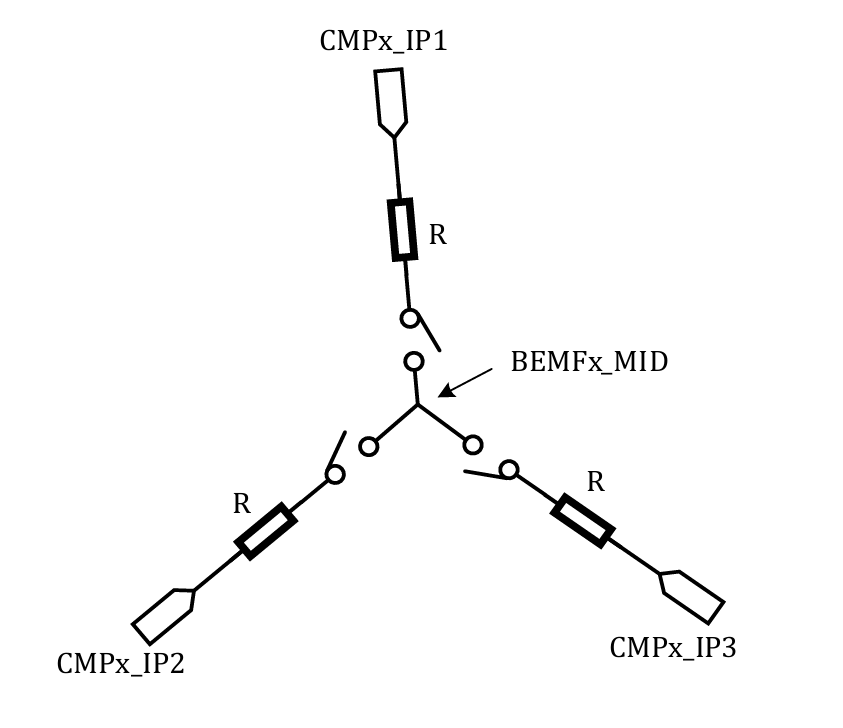 CMPx_IP1
R
BEMFx_MID
R
R
CMPx_IP3
CMPx_IP2